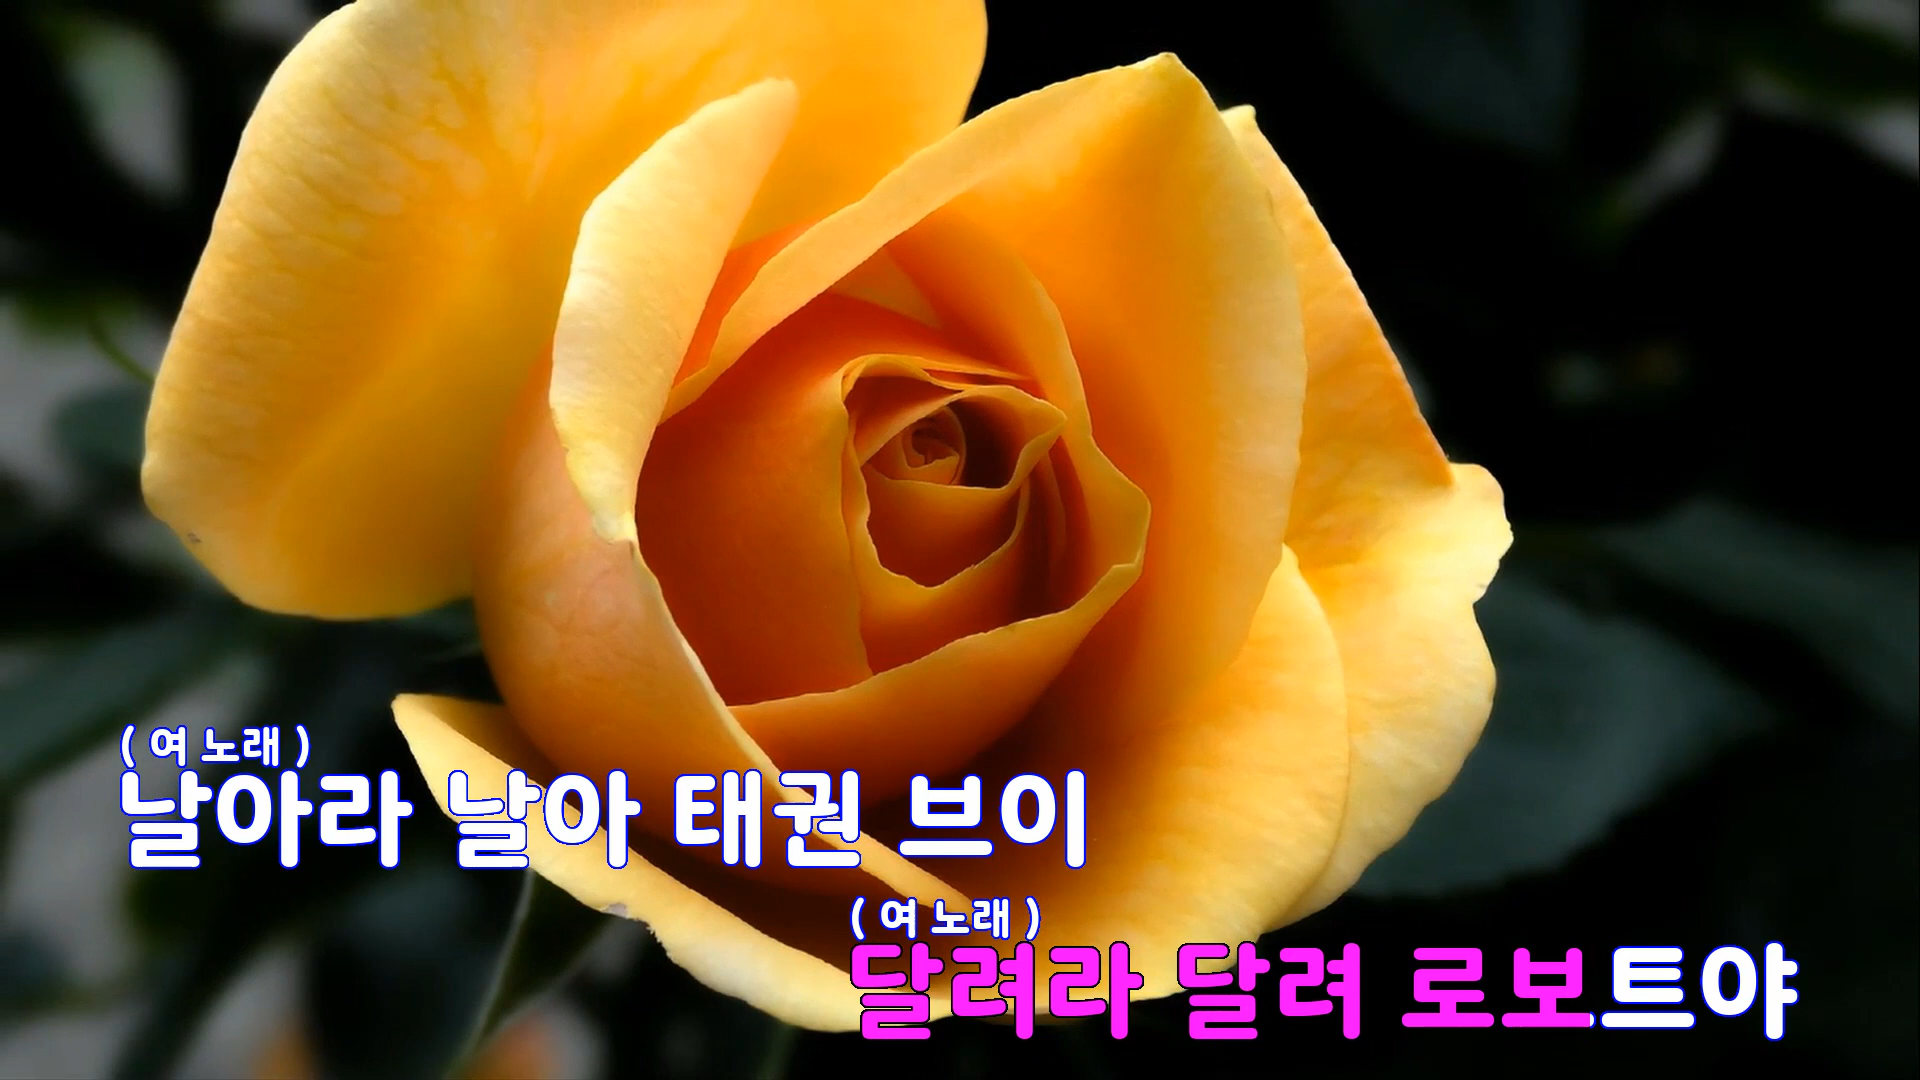 ( 여 노래 )
날아라 날아 태권 브이
( 여 노래 )
달려라 달려 로보트야